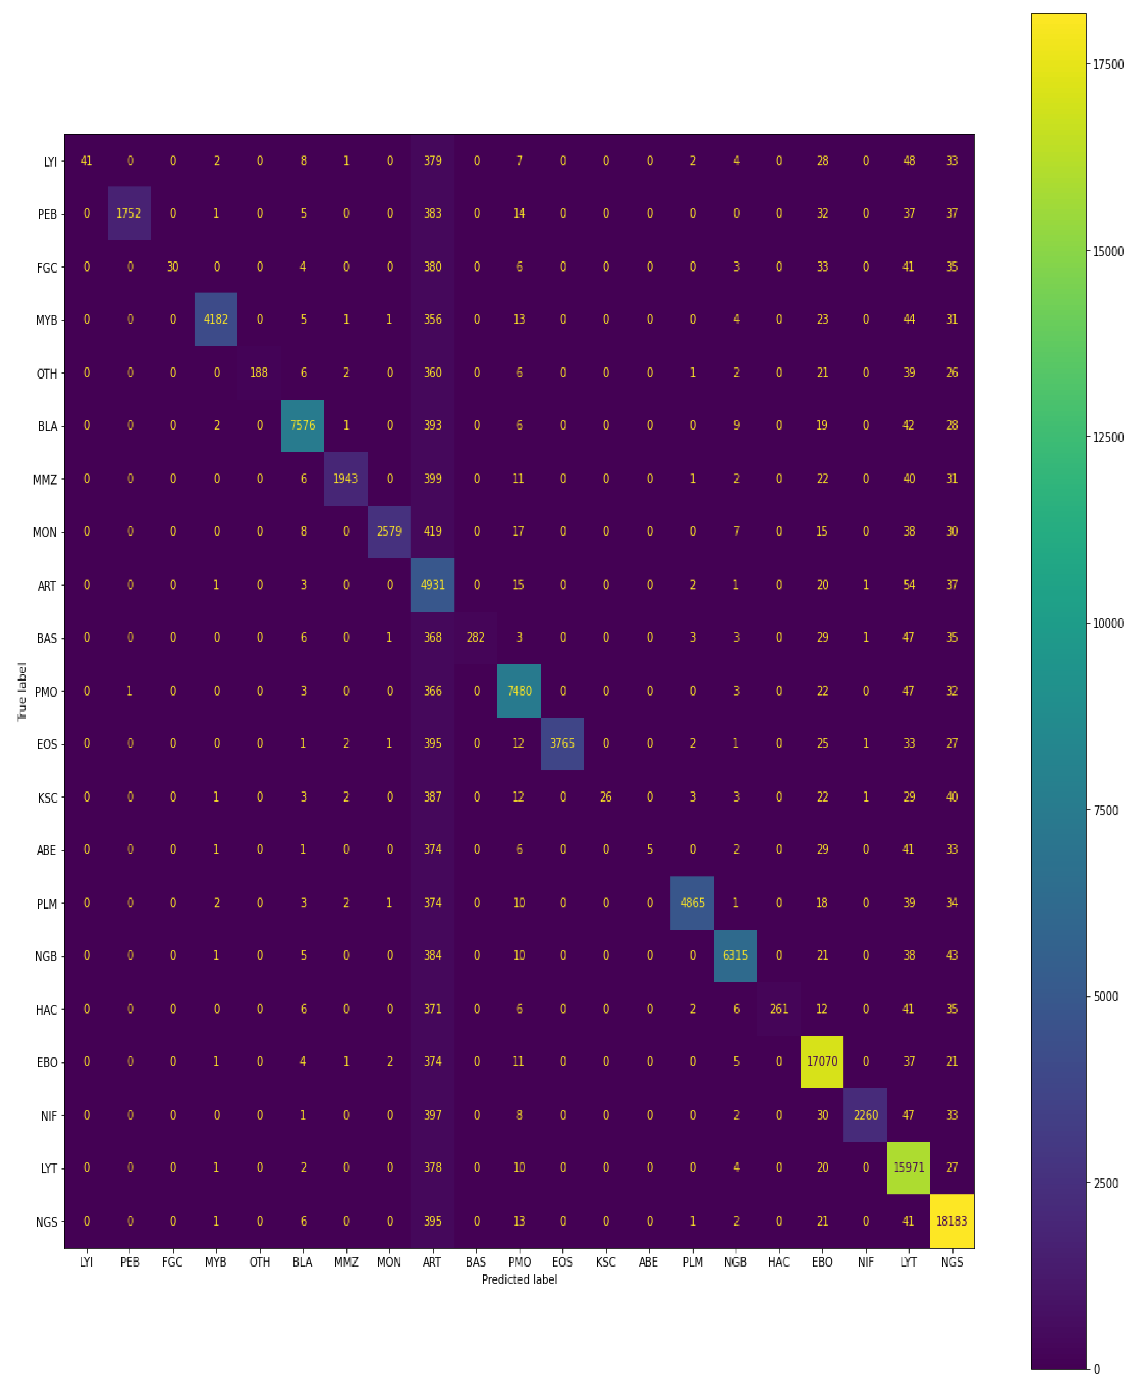 17500
LYI 41 0 0 2 0 8 1 0 379 0 7 0 0 0 2 4 0 28 0 48 33
PEB 0 1752 0 1 0 5 0 0 383 0 14 0 0 0 0 0 0 32 0 37 37
15000
FGC 0 0 30 0 0 4 0 0 380 0 6 0 0 0 0 3 0 33 0 41 35
MYB 0 0 0 4182 0 5 1 1 356 0 13 0 0 0 0 4 0 23 0 44 31
OTH 0 0 0 0 188 6 2 0 360 0 6 0 0 0 1 2 0 21 0 39 26
BLA 0 0 0 2 0 7576 1 0 393 0 6 0 0 0 0 9 0 19 0 42 28
12500
MMZ 0 0 0 0 0 6 1943 0 399 0 11 0 0 0 1 2 0 22 0 40 31
MON 0 0 0 0 0 8 0 2579 419 0 17 0 0 0 0 7 0 15 0 38 30
ART 0 0 0 1 0 3 0 0 4931 0 15 0 0 0 2 1 0 20 1 54 37
10000
BAS 0 0 0 0 0 6 0 1 368 282 3 0 0 0 3 3 0 29 1 47 35
True label
PMO 0 1 0 0 0 3 0 0 366 0 7480 0 0 0 0 3 0 22 0 47 32
EOS 0 0 0 0 0 1 2 1 395 0 12 3765 0 0 2 1 0 25 1 33 27
KSC 0 0 0 1 0 3 2 0 387 0 12 0 26 0 3 3 0 22 1 29 40
7500
ABE 0 0 0 1 0 1 0 0 374 0 6 0 0 5 0 2 0 29 0 41 33
PLM 0 0 0 2 0 3 2 1 374 0 10 0 0 0 4865 1 0 18 0 39 34
NGB 0 0 0 1 0 5 0 0 384 0 10 0 0 0 0 6315 0 21 0 38 43
5000
HAC 0 0 0 0 0 6 0 0 371 0 6 0 0 0 2 6 261 12 0 41 35
EBO 0 0 0 1 0 4 1 2 374 0 11 0 0 0 0 5 0 17070 0 37 21
NIF 0 0 0 0 0 1 0 0 397 0 8 0 0 0 0 2 0 30 2260 47 33
LYT 0 0 0 1 0 2 0 0 378 0 10 0 0 0 0 4 0 20 0 15971 27
2500
NGS 0 0 0 1 0 6 0 0 395 0 13 0 0 0 1 2 0 21 0 41 18183
LYI PEB FGC MYB OTH BLA MMZ MON ART BAS PMO EOS KSC ABE PLM NGB HAC EBO NIF LYT NGS
Predicted label
0